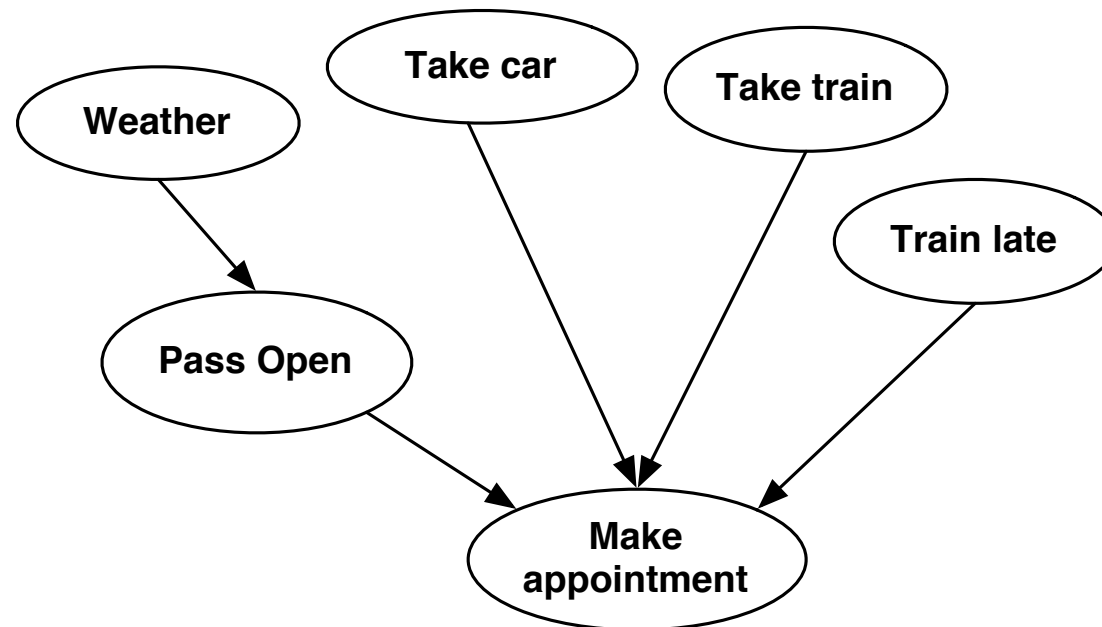 Take car
Take train
Weather
Train late
Pass Open
Make
appointment